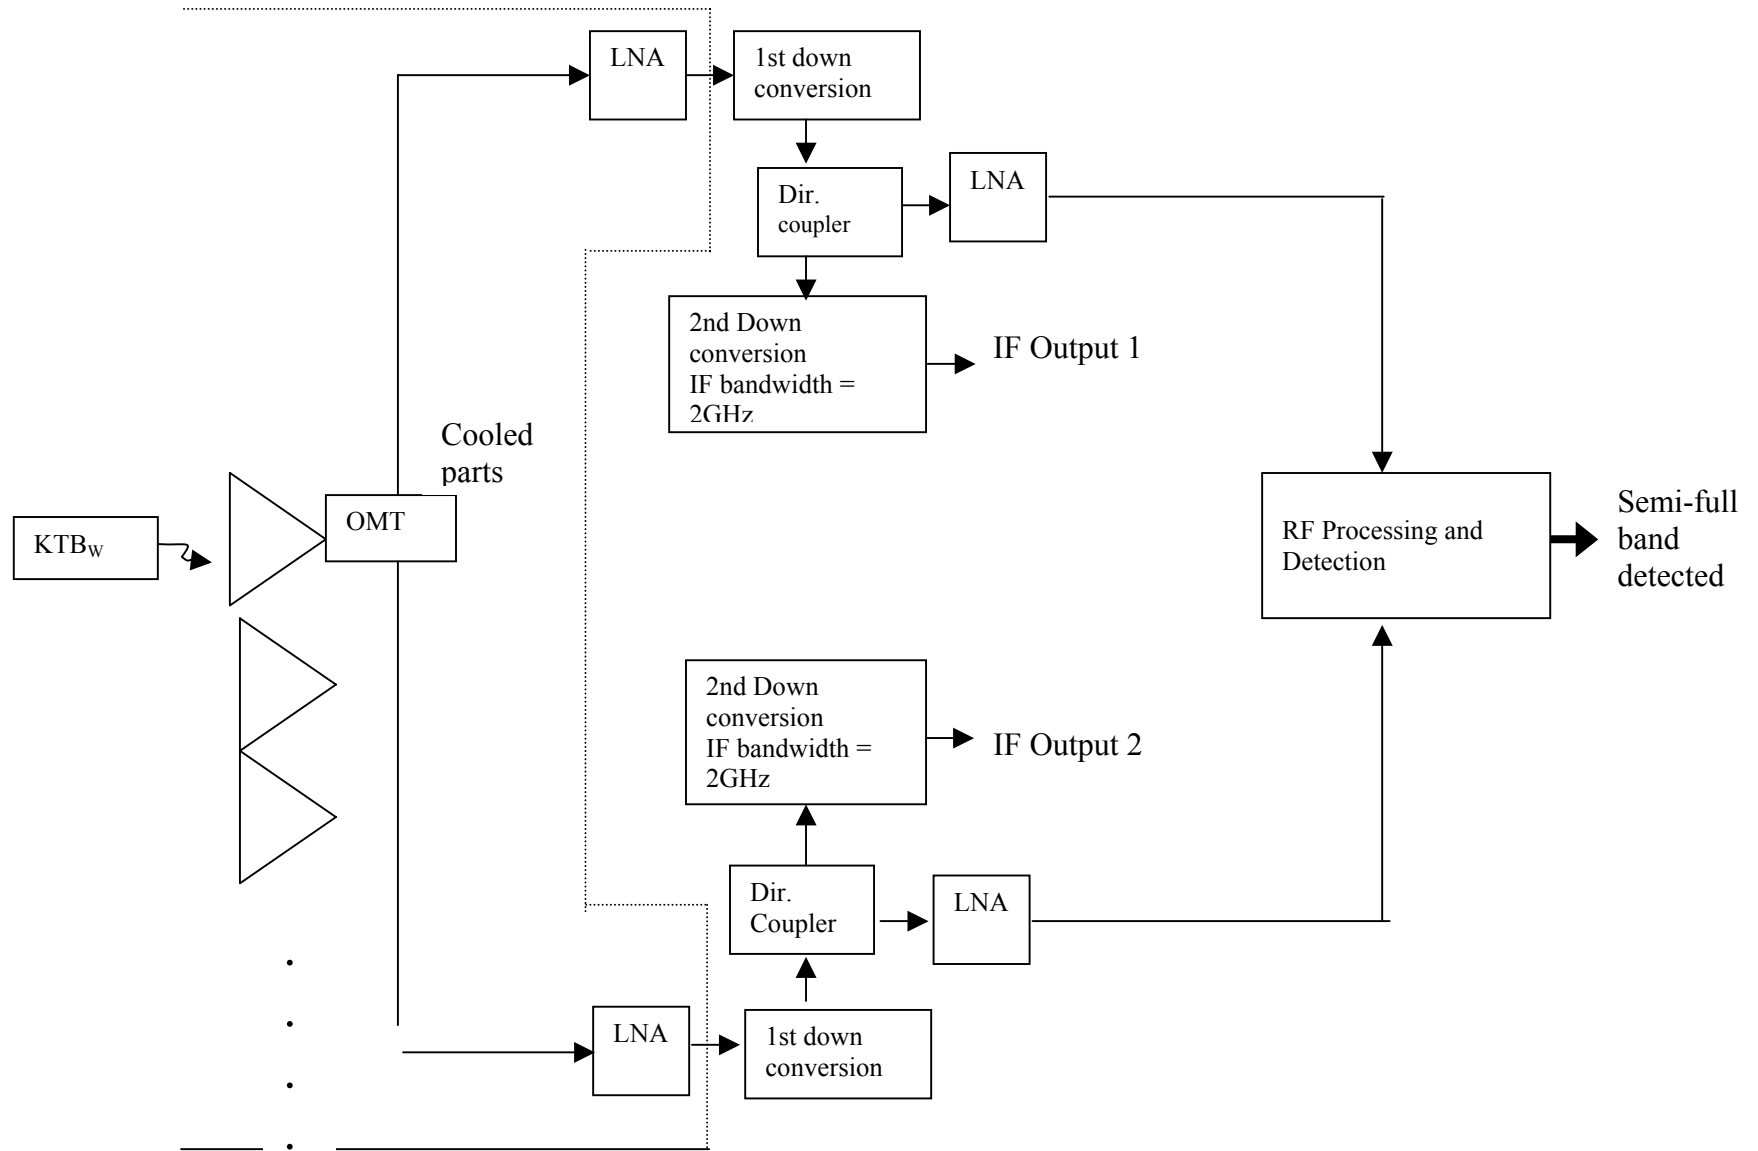 LNA
1st down
conversion
LNA
Dir.
coupler
2nd Down
conversion
IF bandwidth =
2GHz
IF Output 1
Cooled
parts
OMT
KTBW
RF Processing and
Detection
Semi-full
band
detected
2nd Down
conversion
IF bandwidth =
2GHz
IF Output 2
Dir.
Coupler
LNA
LNA
1st down
conversion